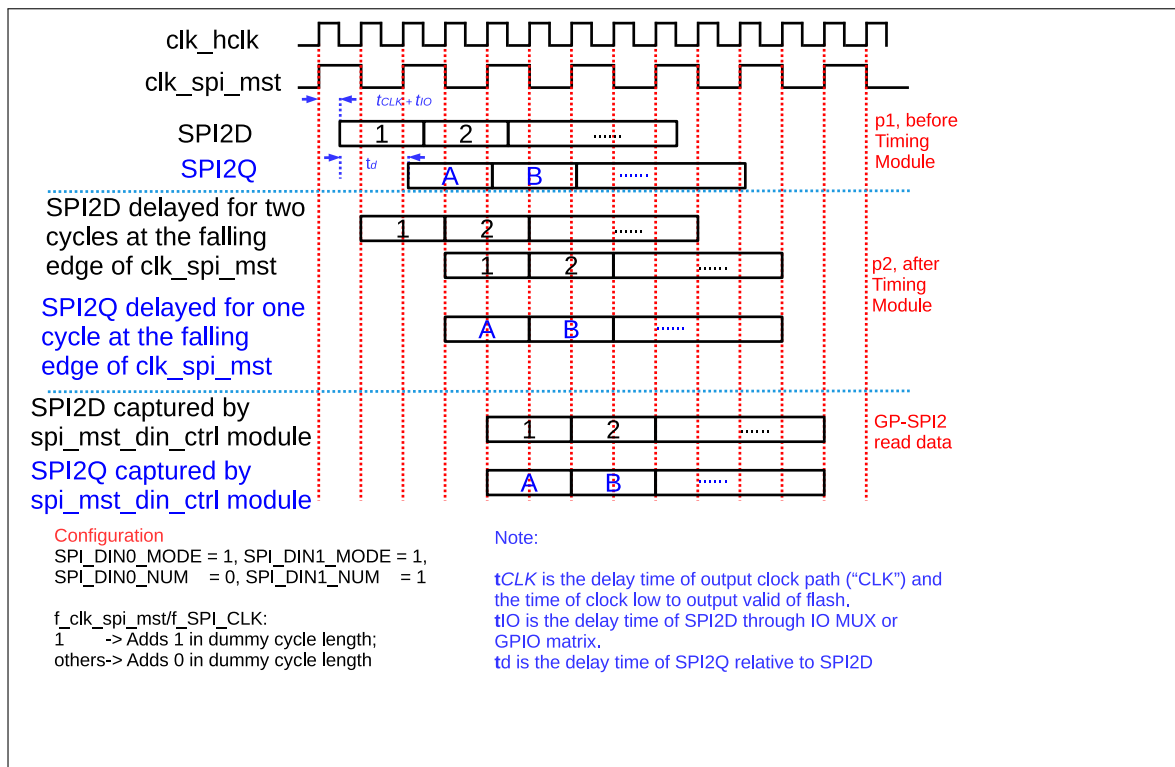 clk_hclk
clk_spi_mst
tCLK + tIO
SPI2D
1 2 ......
p1, before
Timing
Module
SPI2Q
td
A B ......
SPI2D delayed for two
cycles at the falling
edge of clk_spi_mst
1 2 ......
1 2 ......
p2, after
Timing
Module
SPI2Q delayed for one
cycle at the falling
edge of clk_spi_mst
A B ......
SPI2D captured by
spi_mst_din_ctrl module
1 2 ......
GP-SPI2
read data
SPI2Q captured by
spi_mst_din_ctrl module
A B ......
Configuration
SPI_DIN0_MODE = 1, SPI_DIN1_MODE = 1,
SPI_DIN0_NUM = 0, SPI_DIN1_NUM = 1
f_clk_spi_mst/f_SPI_CLK:
1 -> Adds 1 in dummy cycle length;
others-> Adds 0 in dummy cycle length
Note:
tCLK is the delay time of output clock path (“CLK”) and
the time of clock low to output valid of flash.
tIO is the delay time of SPI2D through IO MUX or
GPIO matrix.
td is the delay time of SPI2Q relative to SPI2D